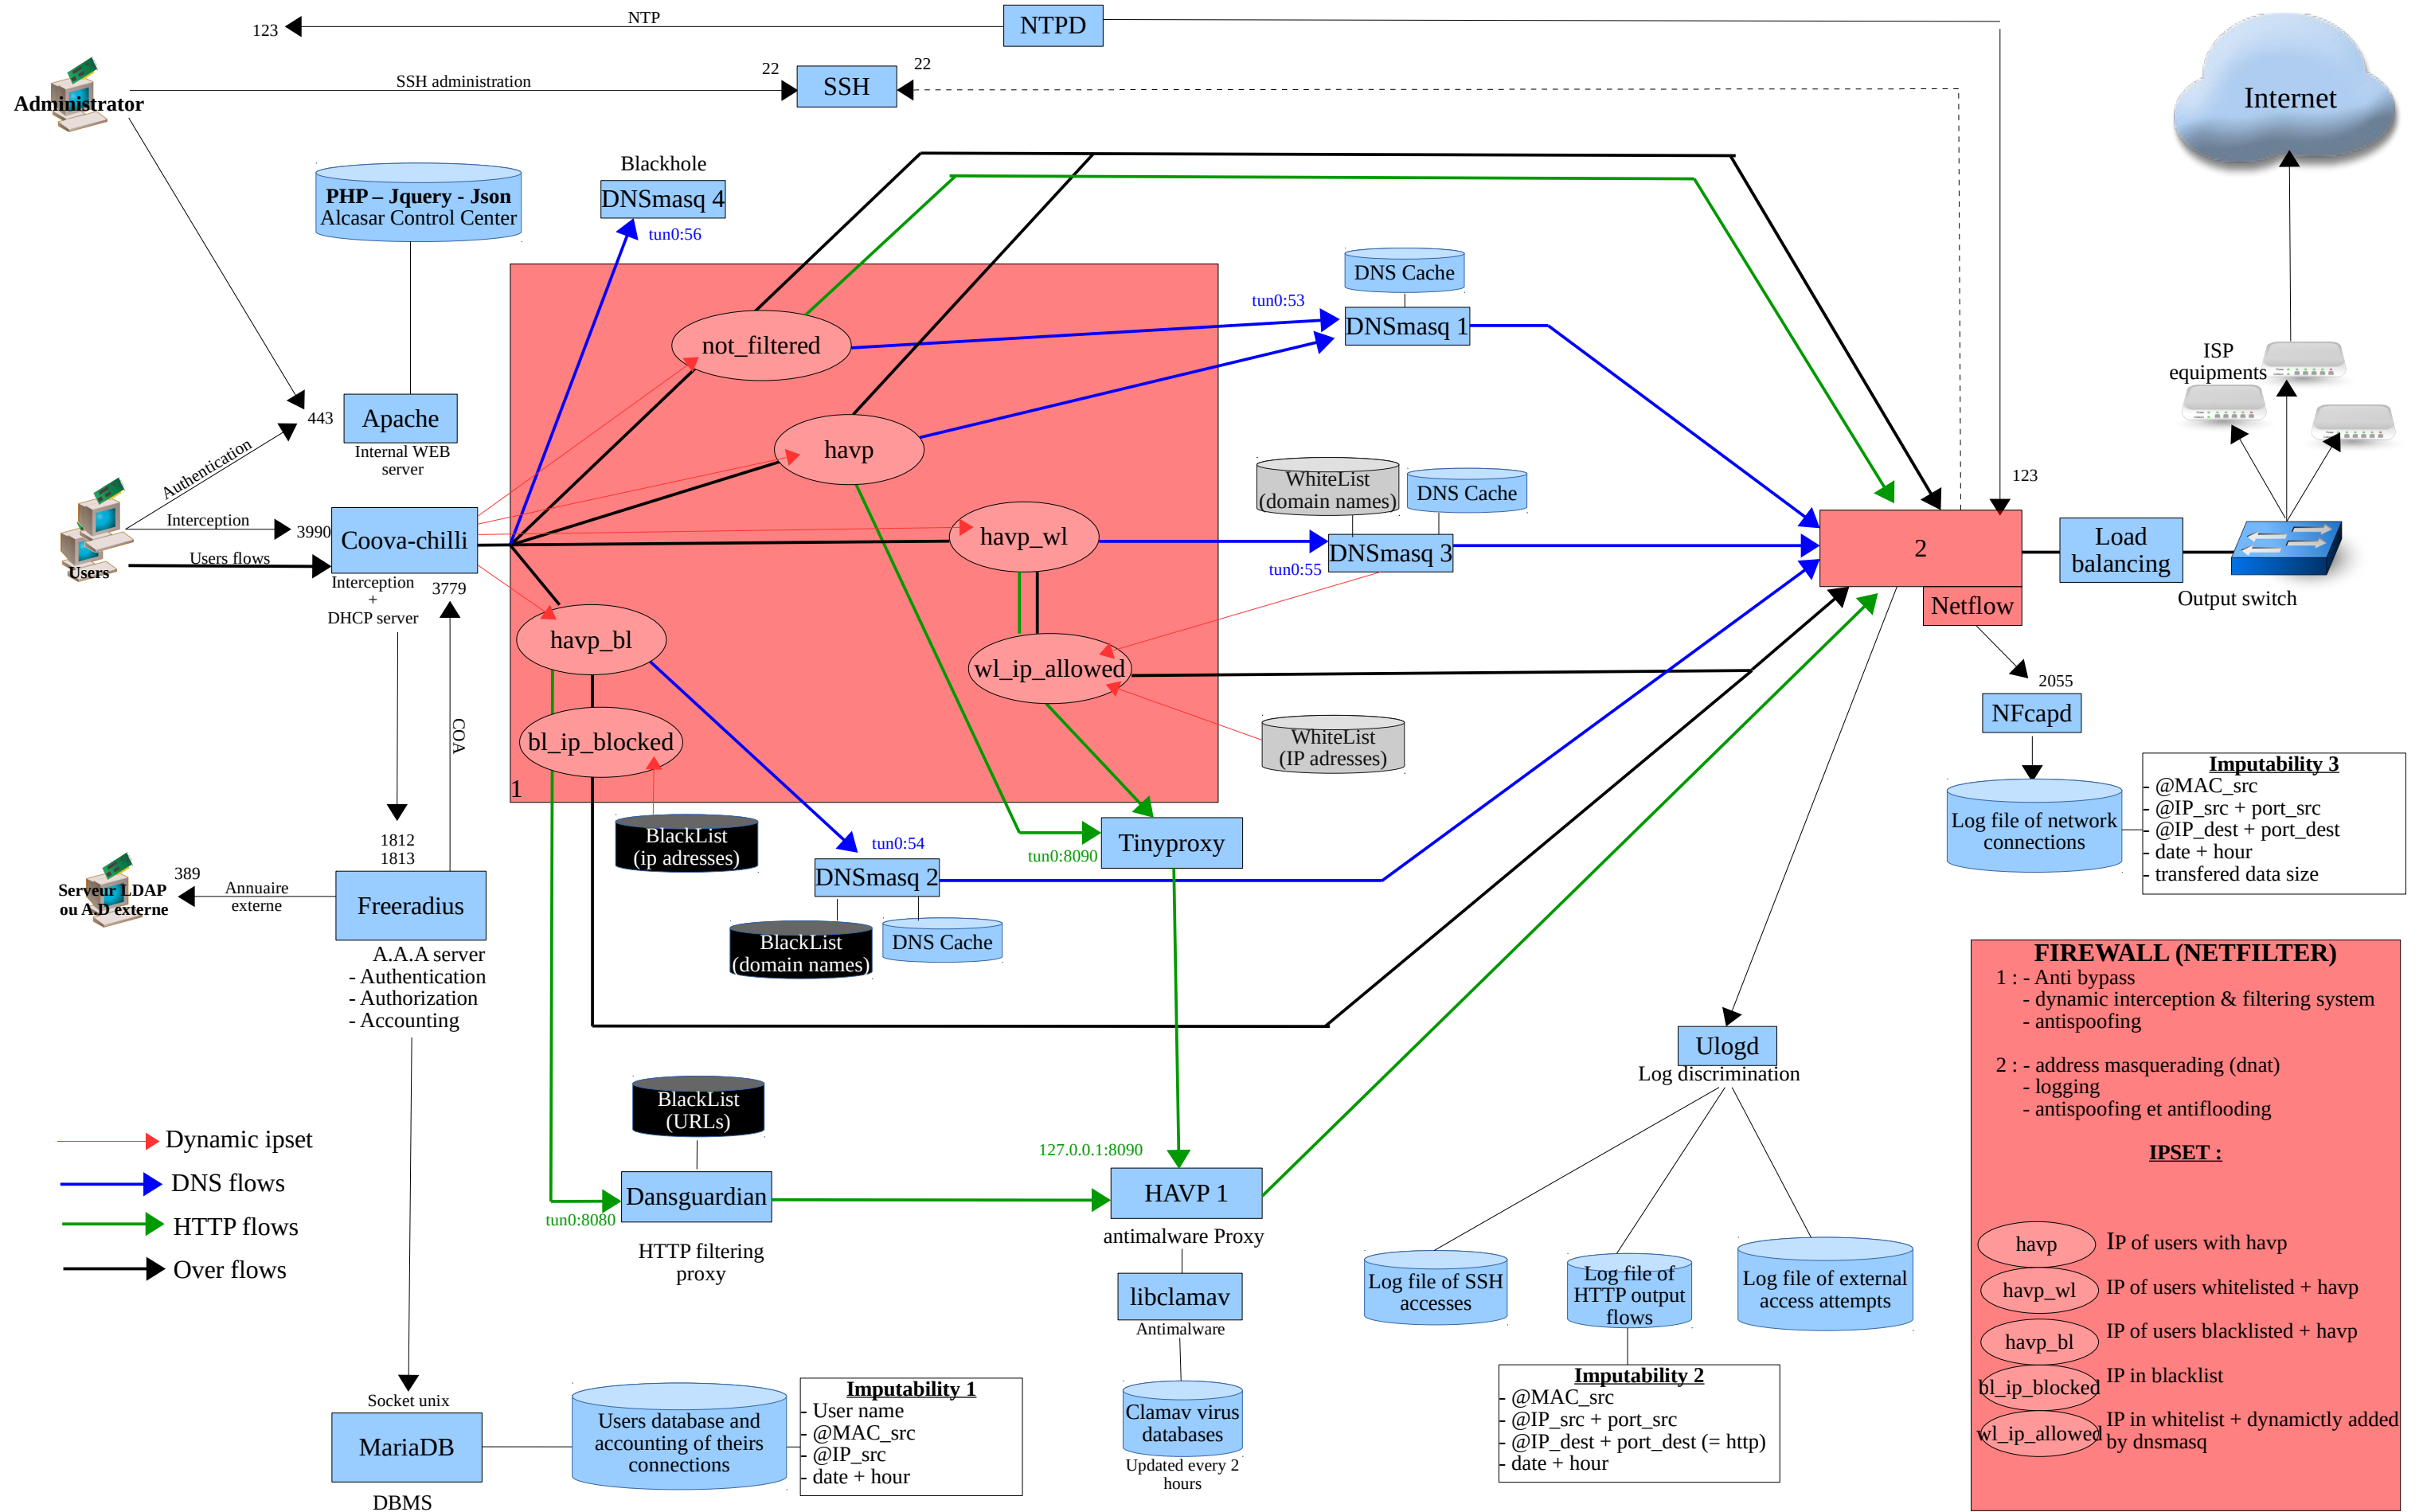 NTP
NTPD
123
SSH administration
22
22
SSH
Administrator
Internet
Blackhole
DNSmasq 4
tun0:56
PHP – Jquery - Json
Alcasar Control Center
DNS Cache
tun0:53
DNSmasq 1
not_filtered
ISP
equipments
443
Apache
Internal WEB
server
Authentication
havp
WhiteList
(domain names)
DNS Cache
123
Interception
3990
Coova-chilli
Users flows
Users
havp_wl
DNSmasq 3
tun0:55
2
Load
balancing
Output switch
Netflow
Interception
+
DHCP server
3779
havp_bl
wl_ip_allowed
2055
NFcapd
COA
bl_ip_blocked
WhiteList
(IP adresses)
1
Imputability 3
- @MAC_src
- @IP_src + port_src
- @IP_dest + port_dest
- date + hour
- transfered data size
Log file of network
connections
BlackList
(ip adresses)
1812
1813
tun0:54
tun0:8090
Tinyproxy
DNSmasq 2
389
Serveur LDAP
ou A.D externe
Annuaire
externe
Freeradius
BlackList
(domain names)
DNS Cache
A.A.A server
- Authentication
- Authorization
- Accounting
FIREWALL (NETFILTER)
1 : - Anti bypass
- dynamic interception & filtering system
- antispoofing
2 : - address masquerading (dnat)
- logging
- antispoofing et antiflooding
IPSET :
havp
IP of users with havp
havp_wl
IP of users whitelisted + havp
havp_bl
IP of users blacklisted + havp
bl_ip_blocked
IP in blacklist
wl_ip_allowed
IP in whitelist + dynamictly added
by dnsmasq
Ulogd
Log discrimination
BlackList
(URLs)
Dynamic ipset
DNS flows
HTTP flows
Over flows
127.0.0.1:8090
tun0:8080
Dansguardian
HTTP filtering
proxy
HAVP 1
antimalware Proxy
libclamav
Antimalware
Log file of SSH
accesses
Log file of
HTTP output
flows
Log file of external
access attempts
Clamav virus
databases
Updated every 2
hours
Imputability 2
- @MAC_src
- @IP_src + port_src
- @IP_dest + port_dest (= http)
- date + hour
Socket unix
MariaDB
DBMS
Users database and
accounting of theirs
connections
Imputability 1
- User name
- @MAC_src
- @IP_src
- date + hour